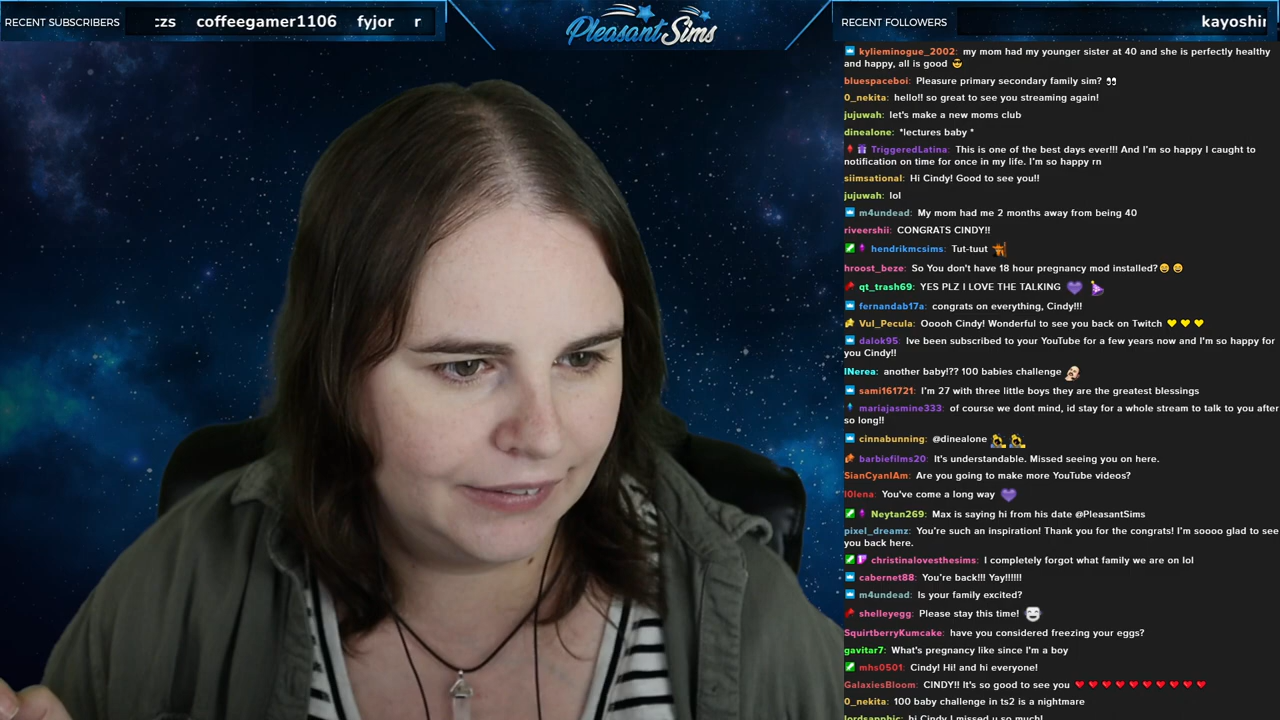 RECENT SUBSCRIBERS
zs coffeegamer1106 fyjor r
PleasantSims
RECENT FOLLOWERS
kayoshi
kylieminogue_2002: my mom had my younger sister at 40 and she is perfectly healthy
and happy, all is good
bluespaceboi: Pleasure primary secondary family sim?
0_nekita: hello!! so great to see you streaming again!
jujuwah: let's make a new moms club
dinealone: *lectures baby *
TriggeredLatina: This is one of the best days ever!!! And I'm so happy I caught to
notification on time for once in my life. I'm so happy rn
siimsational: Hi Cindy! Good to see you!!
jujuwah: lol
m4undead: My mom had me 2 months away from being 40
riveershii: CONGRATS CINDY!!
hendrikmcsims: Tut-tuut
hroost_beze: So You don't have 18 hour pregnancy mod installed?
qt_trash69: YES PLZ I LOVE THE TALKING
fernandab17a: congrats on everything, Cindy!!!
Vul_Pecula: Ooooh Cindy! Wonderful to see you back on Twitch
dalok95: Ive been subscribed to your YouTube for a few years now and I'm so happy for
you Cindy!!
INerea: another baby!?? 100 babies challenge
sami161721: I'm 27 with three little boys they are the greatest blessings
mariajasmine333: of course we dont mind, id stay for a whole stream to talk to you after
so long!!
cinnabunning: @dinealone
barbiefilms20: It's understandable. Missed seeing you on here.
SianCyanIAm: Are you going to make more YouTube videos?
l0lena: You've come a long way
Neytan269: Max is saying hi from his date @PleasantSims
pixel_dreamz: You're such an inspiration! Thank you for the congrats! I'm soooo glad to see
you back here.
christinalovesthesims: I completely forgot what family we are on lol
cabernet88: You're back!!! Yay!!!!!!
m4undead: Is your family excited?
shelleyegg: Please stay this time!
SquirtberryKumcake: have you considered freezing your eggs?
gavitar7: What's pregnancy like since I'm a boy
mhs0501: Cindy! Hi! and hi everyone!
GalaxiesBloom: CINDY!! It's so good to see you
0_nekita: 100 baby challenge in ts2 is a nightmare
lordsapphic: hi Cindy I missed u so much!